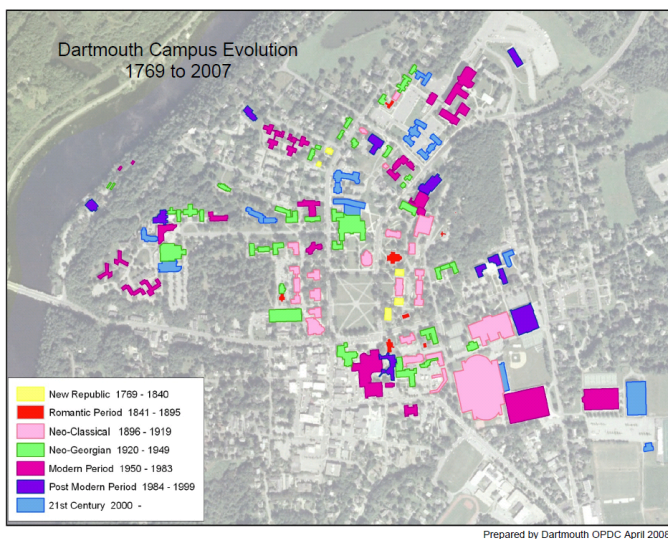 Dartmouth Campus Evolution
1769 to 2007
New Republic 1769 - 1840
Romantic Period 1841 - 1895
Neo-Classical 1896 - 1919
Neo-Georgian 1920 - 1949
Modern Period 1950 - 1983
Post Modern Period 1984 - 1999
21st Century 2000 -
Prepared by Dartmouth OPDC April 2008